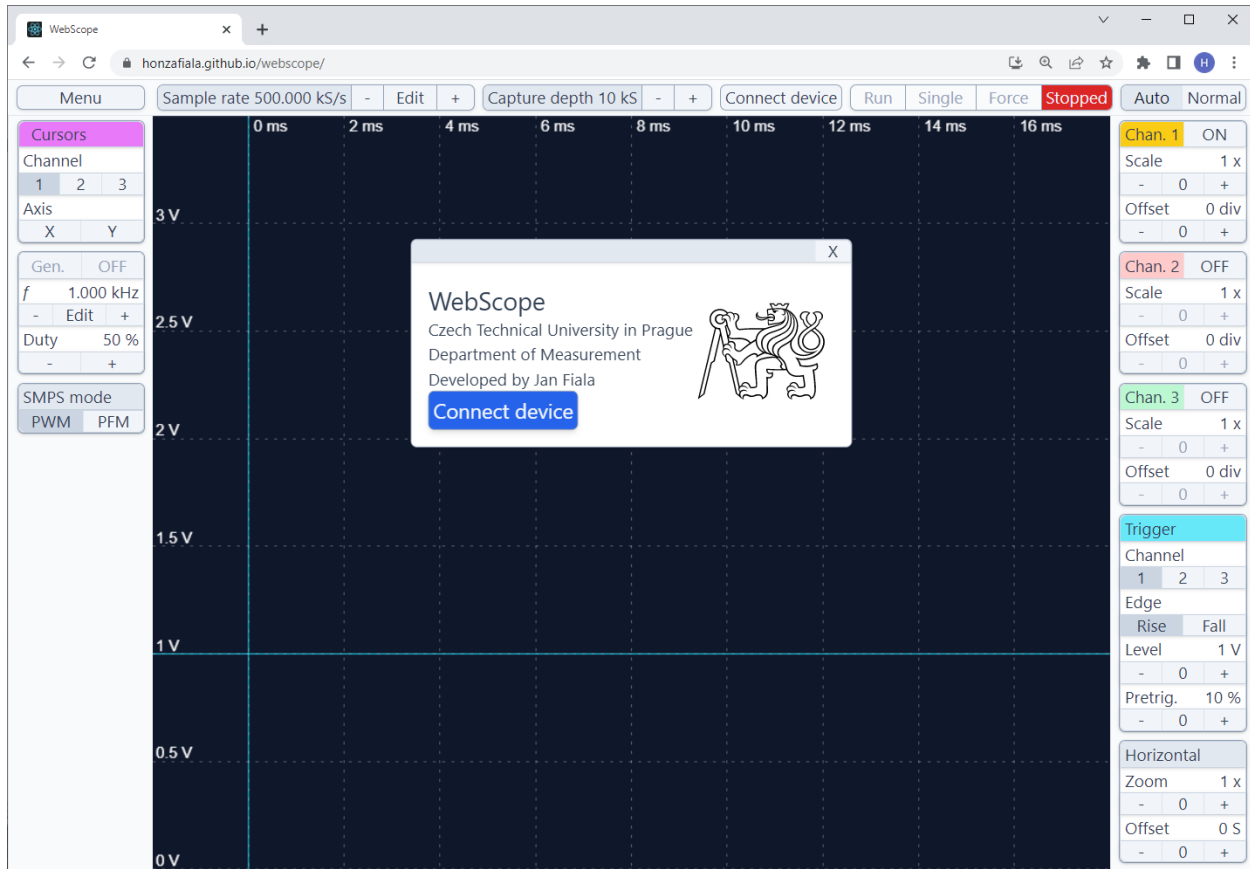 WebScope
honzafiala.github.io/webscope/
H
Menu
Sample rate 500.000 kS/s - Edit +
Capture depth 10 kS - +
Connect device
Run Single Force Stopped
Auto Normal
Cursors
Channel
1 2 3
Axis
X Y
Gen. OFF
f 1.000 kHz
- Edit +
Duty 50 %
- +
SMPS mode
PWM PFM
0 ms 2 ms 4 ms 6 ms 8 ms 10 ms 12 ms 14 ms 16 ms
3 V
2.5 V
2 V
1.5 V
1 V
0.5 V
0 V
X
WebScope
Czech Technical University in Prague
Department of Measurement
Developed by Jan Fiala
Connect device
Chan. 1 ON
Scale 1 x
- 0 +
Offset 0 div
- 0 +
Chan. 2 OFF
Scale 1 x
- 0 +
Offset 0 div
- 0 +
Chan. 3 OFF
Scale 1 x
- 0 +
Offset 0 div
- 0 +
Trigger
Channel
1 2 3
Edge
Rise Fall
Level 1 V
- 0 +
Pretrig. 10 %
- 0 +
Horizontal
Zoom 1 x
- 0 +
Offset 0 S
- 0 +